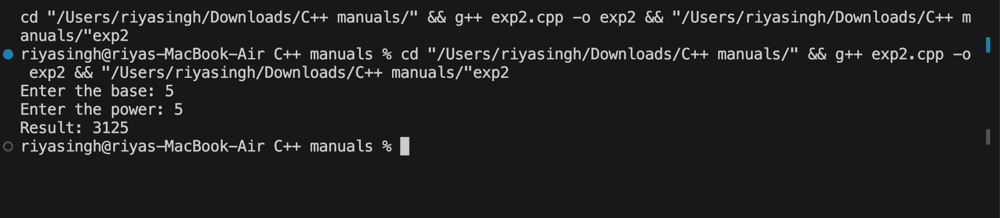 cd "/Users/riyasingh/Downloads/C++ manuals/" && g++ exp2.cpp -o exp2 && "/Users/riyasingh/Downloads/C++ m
anuals/"exp2
riyasingh@riyas-MacBook-Air C++ manuals % cd "/Users/riyasingh/Downloads/C++ manuals/" && g++ exp2.cpp -o
 exp2 && "/Users/riyasingh/Downloads/C++ manuals/"exp2
Enter the base: 5
Enter the power: 5
Result: 3125
riyasingh@riyas-MacBook-Air C++ manuals %